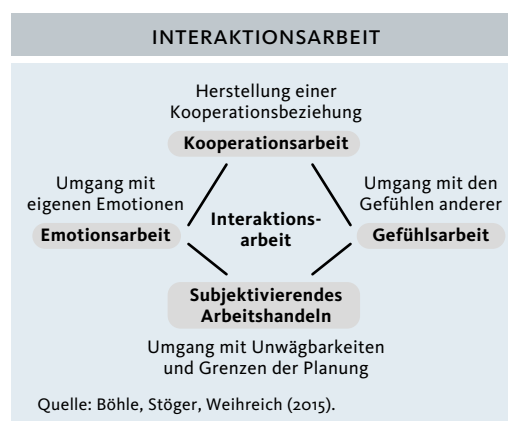 INTERAKTIONSARBEIT
Herstellung einer
Kooperationsbeziehung
Kooperationsarbeit
Umgang mit
eigenen Emotionen
Emotionsarbeit
Interaktions-
arbeit
Umgang mit den
Gefühlen anderer
Gefühlsarbeit
Subjektivierendes
Arbeitshandeln
Umgang mit Unwägbarkeiten
und Grenzen der Planung
Quelle: Böhle, Stöger, Weihreich (2015).